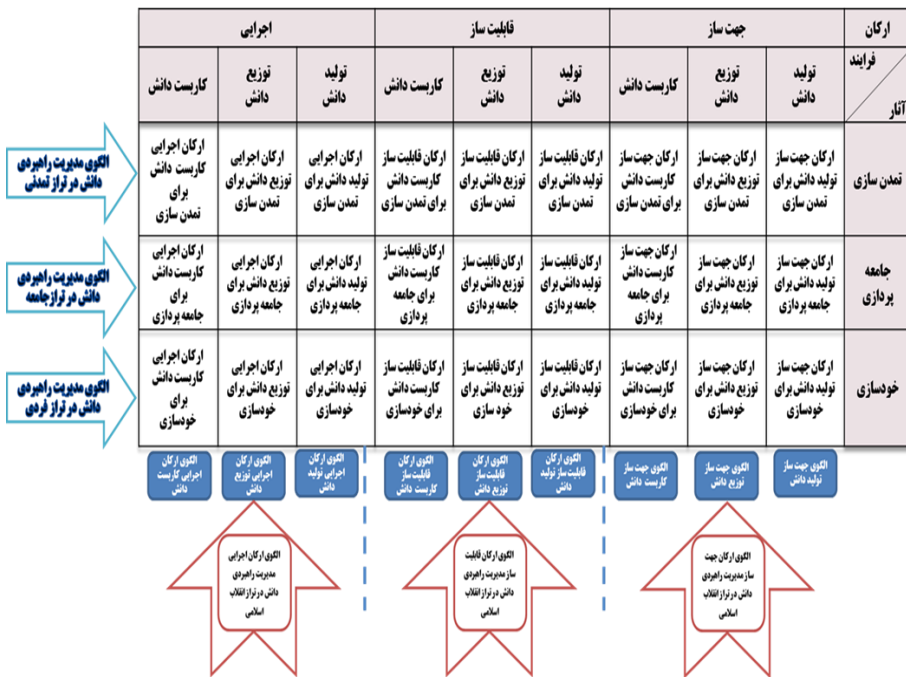 ارکان
جهت ساز
قابلیت ساز
اجرایی
فرایند
آثار
تولید
دانش
توزیع
دانش
کاربست دانش
تولید
دانش
توزیع
دانش
کاربست دانش
تولید
دانش
توزیع
دانش
کاربست دانش
تمدن سازی
ارکان جهت ساز
تولید دانش برای
تمدن سازی
ارکان جهت ساز
توزیع دانش برای
تمدن سازی
ارکان جهت ساز
کاربست دانش
برای تمدن سازی
ارکان قابلیت ساز
تولید دانش برای
تمدن سازی
ارکان قابلیت ساز
توزیع دانش برای
تمدن سازی
ارکان قابلیت ساز
کاربست دانش
برای تمدن سازی
ارکان اجرایی
تولید دانش برای
تمدن سازی
ارکان اجرایی
توزیع دانش برای
تمدن سازی
ارکان اجرایی
کاربست دانش
برای
تمدن سازی
الگوی مدیریت راهبردی
دانش در تراز تمدنی
جامعه
پردازی
ارکان جهت ساز
تولید دانش برای
جامعه پردازی
ارکان جهت ساز
توزیع دانش برای
جامعه پردازی
ارکان جهت ساز
کاربست دانش
برای جامعه
پردازی
ارکان قابلیت ساز
تولید دانش برای
جامعه پردازی
ارکان قابلیت ساز
توزیع دانش برای
جامعه پردازی
ارکان قابلیت ساز
کاربست دانش
برای جامعه
پردازی
ارکان اجرایی
تولید دانش برای
جامعه پردازی
ارکان اجرایی
توزیع دانش برای
جامعه پردازی
ارکان اجرایی
کاربست دانش
برای
جامعه پردازی
الگوی مدیریت راهبردی
دانش در تراز جامعه
خودسازی
ارکان جهت ساز
تولید دانش برای
خودسازی
ارکان جهت ساز
توزیع دانش برای
خودسازی
ارکان جهت ساز
کاربست دانش
برای خودسازی
ارکان قابلیت ساز
تولید دانش برای
خودسازی
ارکان قابلیت ساز
توزیع دانش برای
خود سازی
ارکان قابلیت ساز
کاربست دانش
برای خودسازی
ارکان اجرایی
تولید دانش برای
خودسازی
ارکان اجرایی
توزیع دانش برای
خودسازی
ارکان اجرایی
کاربست دانش
برای
خودسازی
الگوی مدیریت راهبردی
دانش در تراز فردی
الگوی جهت ساز
تولید دانش
الگوی جهت ساز
توزیع دانش
الگوی جهت ساز
کاربست دانش
الگوی ارکان
قابلیت ساز تولید
دانش
الگوی ارکان
قابلیت ساز
توزیع دانش
الگوی ارکان
قابلیت ساز
کاربست دانش
الگوی ارکان
اجرایی تولید
دانش
الگوی ارکان
اجرایی توزیع
دانش
الگوی ارکان
اجرایی کاربست
دانش
الگوی ارکان جهت
ساز مدیریت راهبردی
دانش در تراز انقلاب
اسلامی
الگوی ارکان قابلیت
ساز مدیریت راهبردی
دانش در تراز انقلاب
اسلامی
الگوی ارکان اجرایی
مدیریت راهبردی
دانش در تراز انقلاب
اسلامی